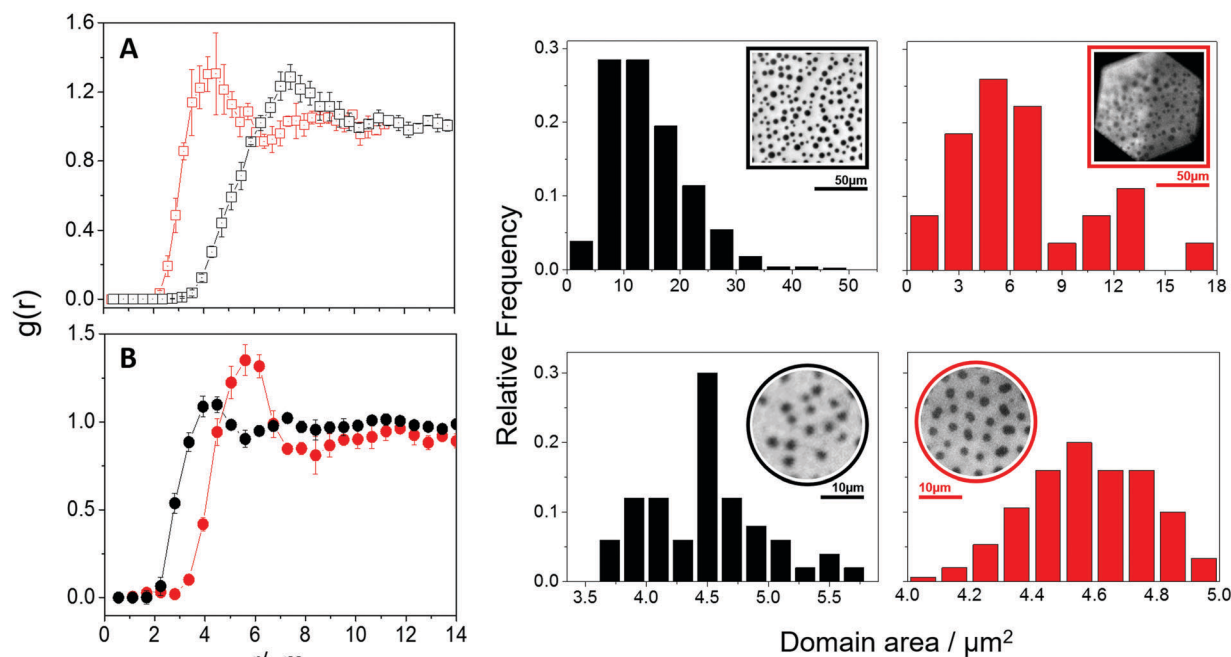 g(r)
A
1.6
1.2
0.8
0.4
0.0
B
1.5
1.0
0.5
0.0
0 2 4 6 8 10 12 14
Relative Frequency
0.3
0.2
0.1
0.0
0 10 20 30 40 50
50µm
0 3 6 9 12 15 18
50µm
0.3
0.2
0.1
0.0
3.5 4.0 4.5 5.0 5.5
10µm
4.0 4.2 4.4 4.6 4.8 5.0
10µm
Domain area / µm²